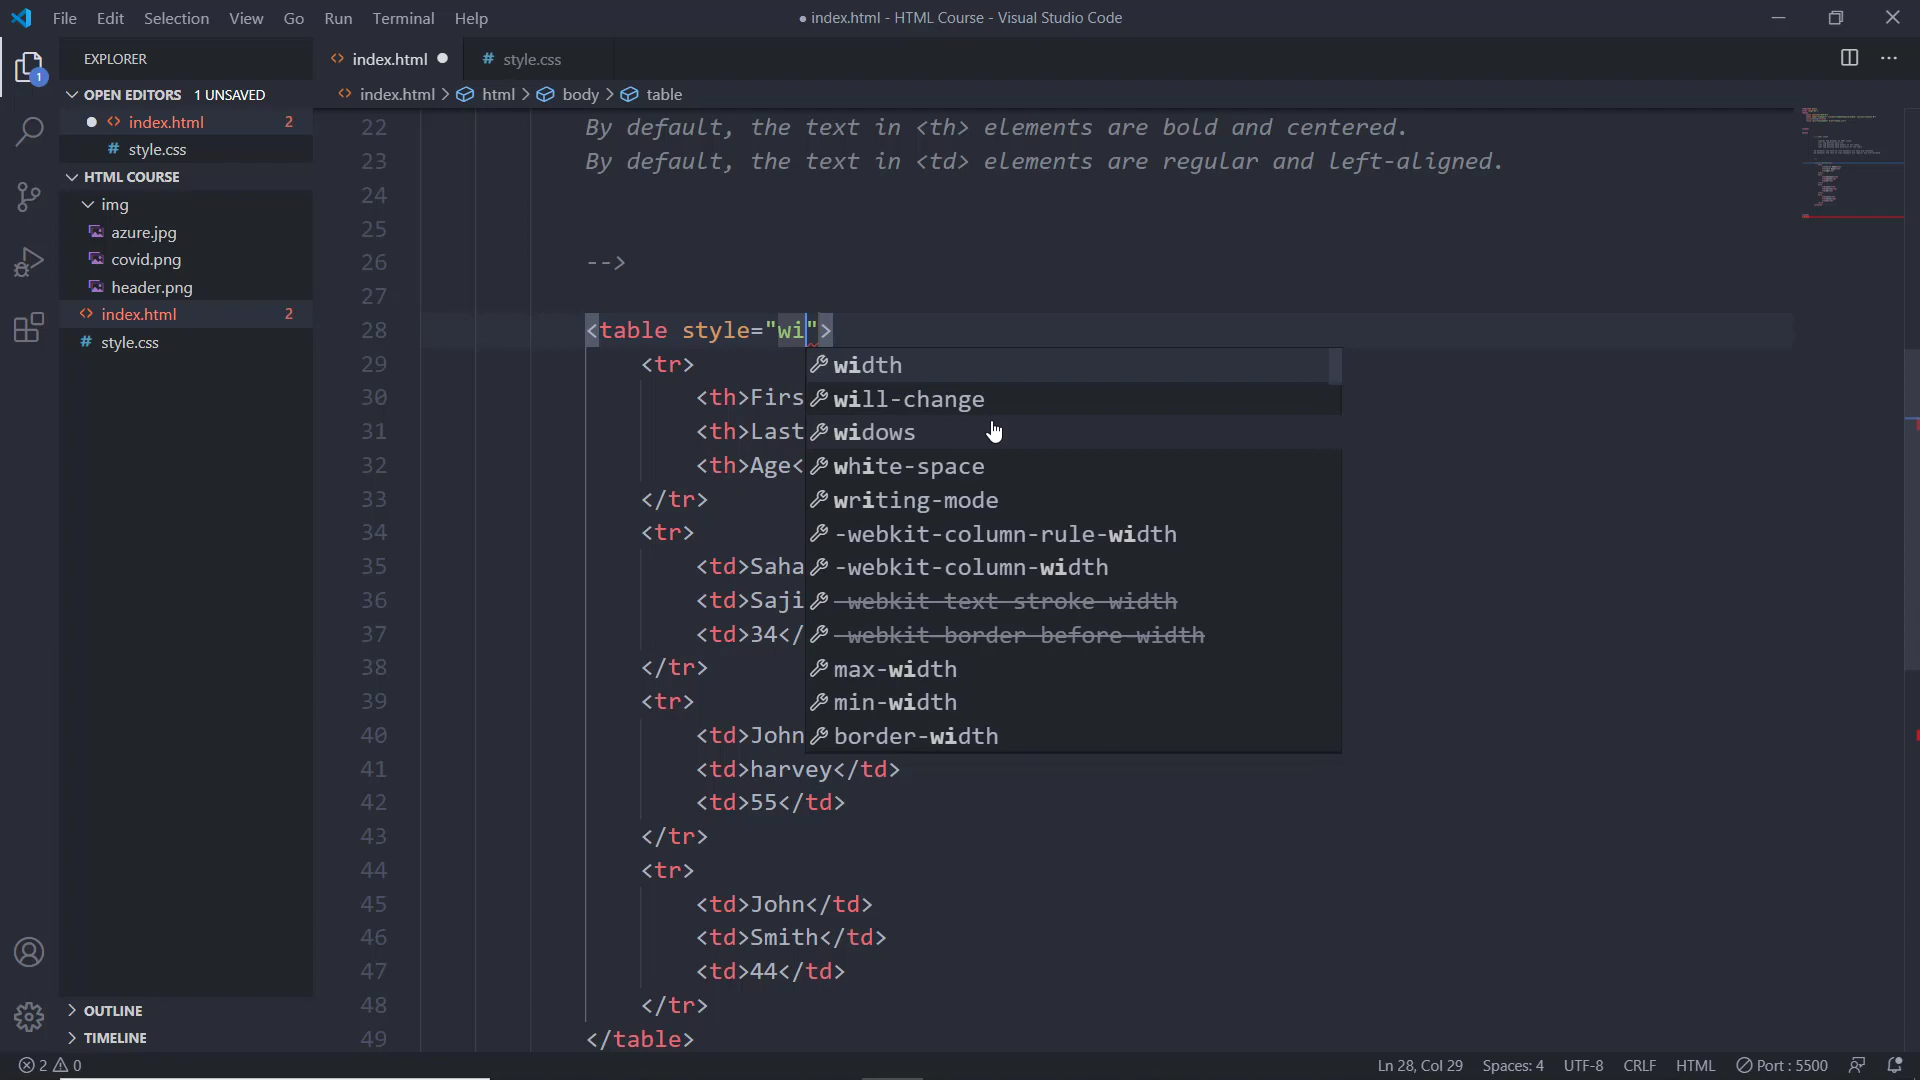 File Edit Selection View Go Run Terminal Help
● index.html - HTML Course - Visual Studio Code
EXPLORER
index.html
style.css
OPEN EDITORS 1 UNSAVED
index.html > html > body > table
index.html 2
style.css
HTML COURSE
img
azure.jpg
covid.png
header.png
index.html 2
style.css
OUTLINE
TIMELINE
22 By default, the text in <th> elements are bold and centered.
23 By default, the text in <td> elements are regular and left-aligned.
24
25
26 -->
27
28 <table style="wi">
29 <tr>
30 <th>Firs
31 <th>Last
32 <th>Age<
33 </tr>
34 <tr>
35 <td>Saha
36 <td>Saji
37 <td>34</
38 </tr>
39 <tr>
40 <td>John
41 <td>harvey</td>
42 <td>55</td>
43 </tr>
44 <tr>
45 <td>John</td>
46 <td>Smith</td>
47 <td>44</td>
48 </tr>
49 </table>
width
will-change
widows
white-space
writing-mode
-webkit-column-rule-width
-webkit-column-width
-webkit-text-stroke-width
-webkit-border-before-width
max-width
min-width
border-width
1
2 0
Ln 28, Col 29 Spaces: 4 UTF-8 CRLF HTML Port : 5500